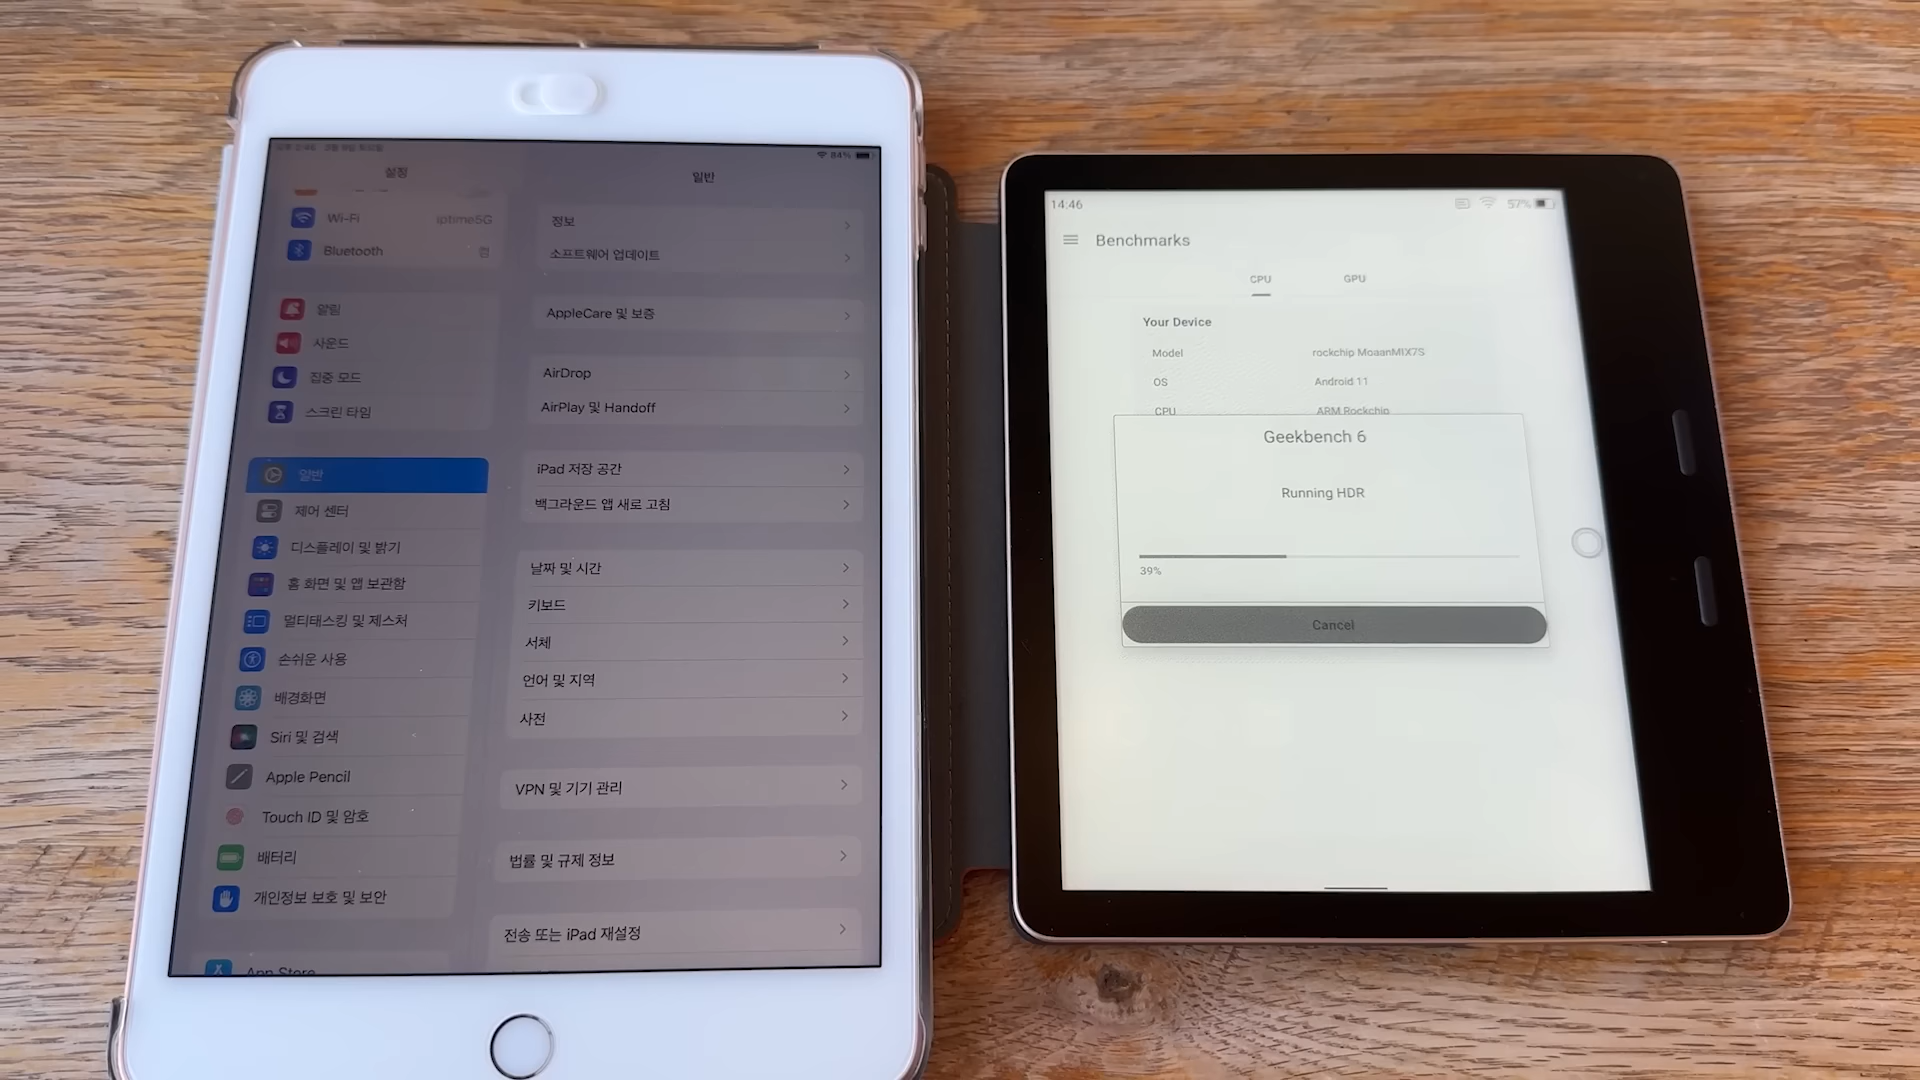 84%
설정
Wi-Fi
iptime5G
Bluetooth
켬
알림
사운드
집중 모드
스크린 타임
일반
제어 센터
디스플레이 및 밝기
홈 화면 및 앱 보관함
멀티태스킹 및 제스처
손쉬운 사용
배경화면
Siri 및 검색
Apple Pencil
Touch ID 및 암호
배터리
개인정보 보호 및 보안
App Store
일반
정보
소프트웨어 업데이트
AppleCare 및 보증
AirDrop
AirPlay 및 Handoff
iPad 저장 공간
백그라운드 앱 새로 고침
날짜 및 시간
키보드
서체
언어 및 지역
사전
VPN 및 기기 관리
법률 및 규제 정보
전송 또는 iPad 재설정
14:46
57%
Benchmarks
CPU
GPU
Your Device
Model
rockchip MoaanMIX7S
OS
Android 11
CPU
ARM Rockchip
Geekbench 6
Running HDR
39%
Cancel